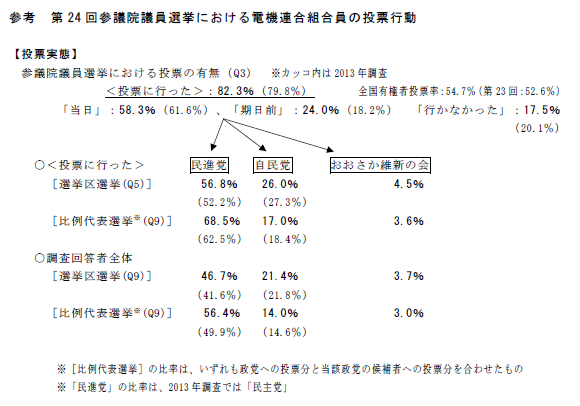 参考　第 24 回参議院議員選挙における電機連合組合員の投票行動
【投票実態】
参議院議員選挙における投票の有無（Q3）　※カッコ内は 2013 年調査
＜投票に行った＞：82.3％（79.8％）　全国有権者投票率：54.7％（第 23 回：52.6％）
「当日」：58.3％（61.6％）、「期日前」：24.0％（18.2％）　「行かなかった」：17.5％
（20.1％）
○＜投票に行った＞　民進党　自民党　おおさか維新の会
［選挙区選挙(Q5)］　56.8％　26.0％　4.5％
（52.2％）　（27.3％）
［比例代表選挙※(Q9)］　68.5％　17.0％　3.6％
（62.5％）　（18.4％）
○調査回答者全体
［選挙区選挙(Q9)］　46.7％　21.4％　3.7％
（41.6％）　（21.8％）
［比例代表選挙※(Q9)］　56.4％　14.0％　3.0％
（49.9％）　（14.6％）
※［比例代表選挙］の比率は、いずれも政党への投票分と当該政党の候補者への投票分を合わせたもの
※「民進党」の比率は、2013 年調査では「民主党」